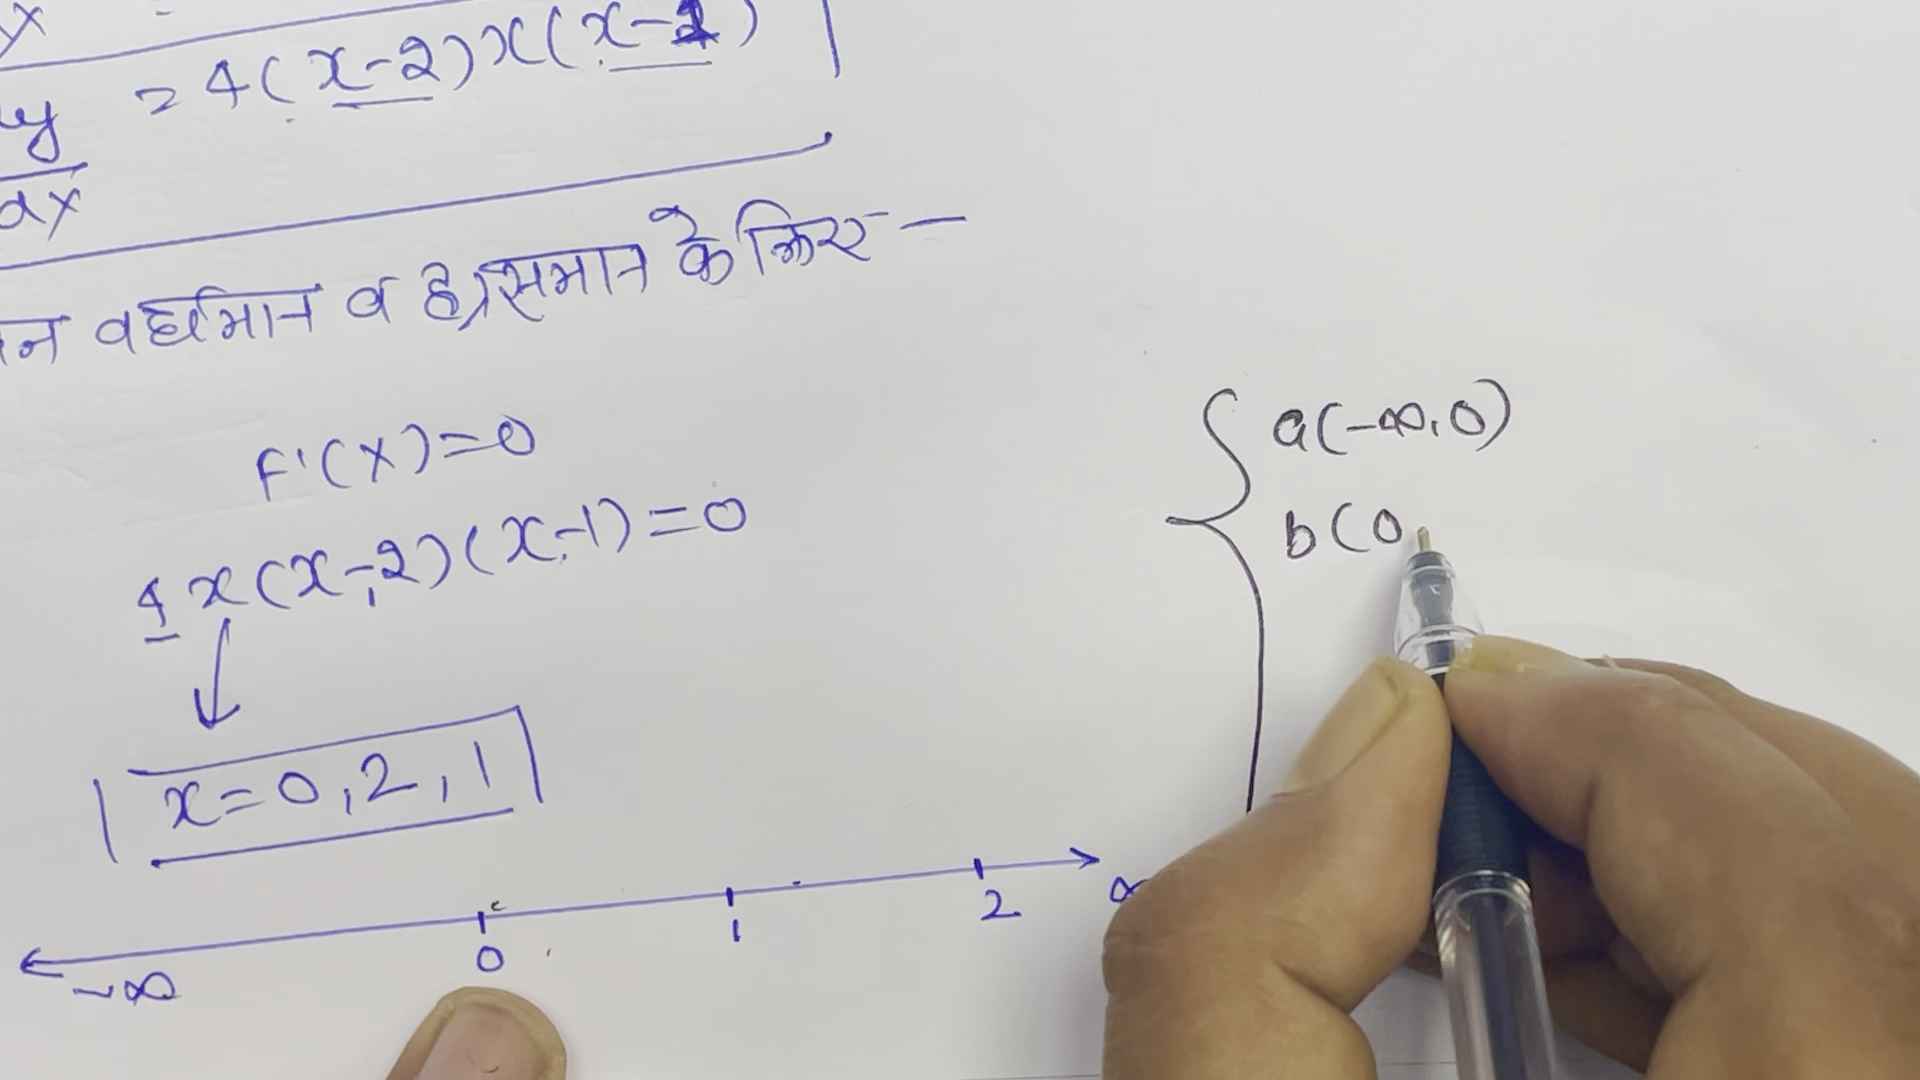 x
dy/dx = 4(x-2)x(x-1)
न वर्धमान व ह्रासमान के लिए -
F'(x)=0
4x(x-2)(x-1)=0
x=0,2,1
-∞ 0 1 2 ∞
a(-∞,0)
b(0,